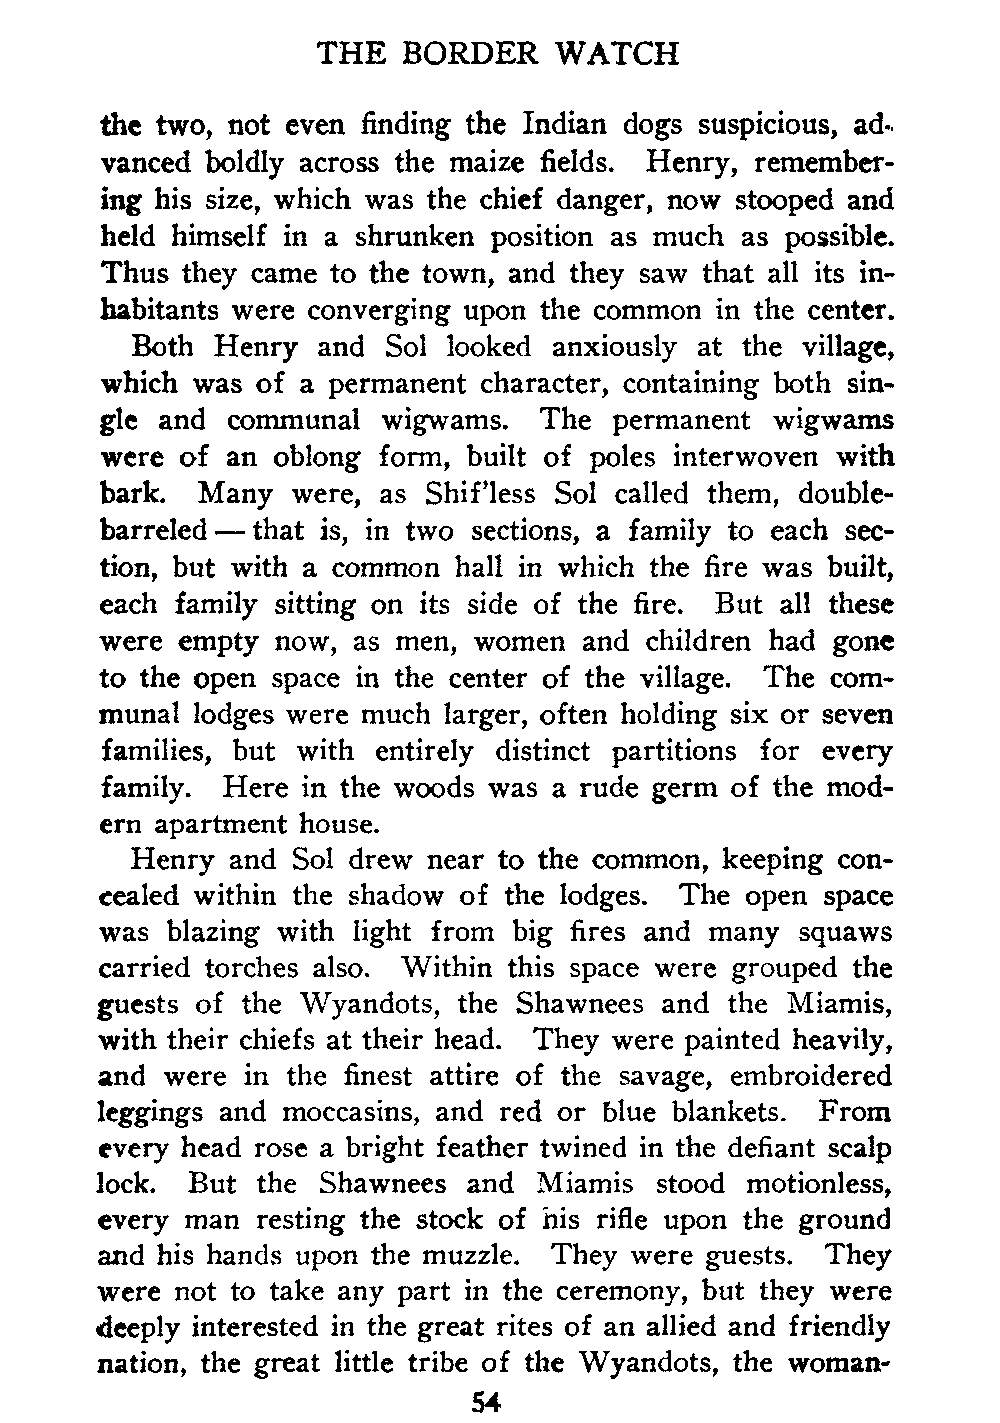 THE BORDER WATCH
the two, not even finding the Indian dogs suspicious, ad-
vanced boldly across the maize fields. Henry, remember-
ing his size, which was the chief danger, now stooped and
held himself in a shrunken position as much as possible.
Thus they came to the town, and they saw that all its in-
habitants were converging upon the common in the center.
Both Henry and Sol looked anxiously at the village,
which was of a permanent character, containing both sin-
gle and communal wigwams. The permanent wigwams
were of an oblong form, built of poles interwoven with
bark. Many were, as Shif'less Sol called them, double-
barreled — that is, in two sections, a family to each sec-
tion, but with a common hall in which the fire was built,
each family sitting on its side of the fire. But all these
were empty now, as men, women and children had gone
to the open space in the center of the village. The com-
munal lodges were much larger, often holding six or seven
families, but with entirely distinct partitions for every
family. Here in the woods was a rude germ of the mod-
ern apartment house.
Henry and Sol drew near to the common, keeping con-
cealed within the shadow of the lodges. The open space
was blazing with light from big fires and many squaws
carried torches also. Within this space were grouped the
guests of the Wyandots, the Shawnees and the Miamis,
with their chiefs at their head. They were painted heavily,
and were in the finest attire of the savage, embroidered
leggings and moccasins, and red or blue blankets. From
every head rose a bright feather twined in the defiant scalp
lock. But the Shawnees and Miamis stood motionless,
every man resting the stock of his rifle upon the ground
and his hands upon the muzzle. They were guests. They
were not to take any part in the ceremony, but they were
deeply interested in the great rites of an allied and friendly
nation, the great little tribe of the Wyandots, the woman-
54